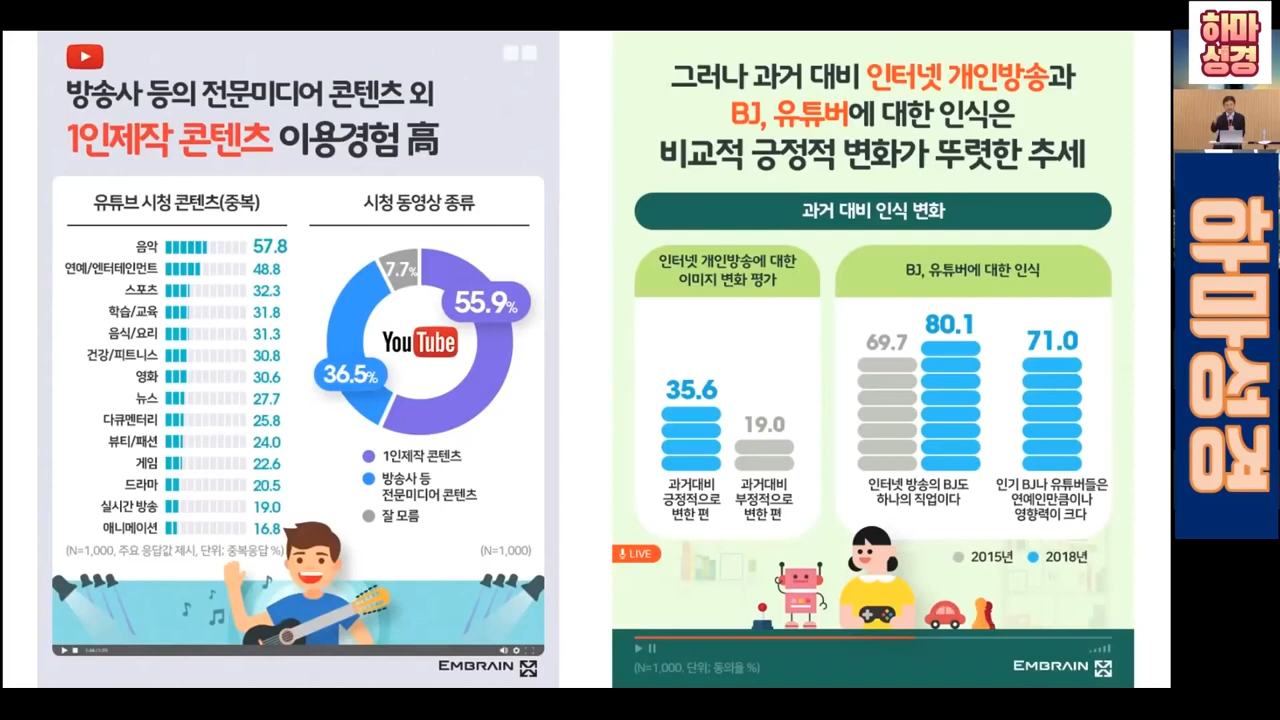 방송사 등의 전문미디어 콘텐츠 외
1인제작 콘텐츠 이용경험 高
유튜브 시청 콘텐츠(중복)
음악 57.8
연예/엔터테인먼트 48.8
스포츠 32.3
학습/교육 31.8
음식/요리 31.3
건강/피트니스 30.8
영화 30.6
뉴스 27.7
다큐멘터리 25.8
뷰티/패션 24.0
게임 22.6
드라마 20.5
실시간 방송 19.0
애니메이션 16.8
(N=1,000, 주요 응답값 제시, 단위; 중복응답 %)
시청 동영상 종류
7.7%
55.9%
YouTube
36.5%
1인제작 콘텐츠
방송사 등
전문미디어 콘텐츠
잘 모름
(N=1,000)
EMBRAIN
그러나 과거 대비 인터넷 개인방송과
BJ, 유튜버에 대한 인식은
비교적 긍정적 변화가 뚜렷한 추세
과거 대비 인식 변화
인터넷 개인방송에 대한
이미지 변화 평가
35.6
19.0
과거대비
긍정적으로
변한 편
과거대비
부정적으로
변한 편
BJ, 유튜버에 대한 인식
69.7
80.1
71.0
인터넷 방송의 BJ도
하나의 직업이다
인기 BJ나 유튜버들은
연예인만큼이나
영향력이 크다
LIVE
2015년
2018년
(N=1,000, 단위; 동의율 %)
EMBRAIN
하마
성경
하마성경